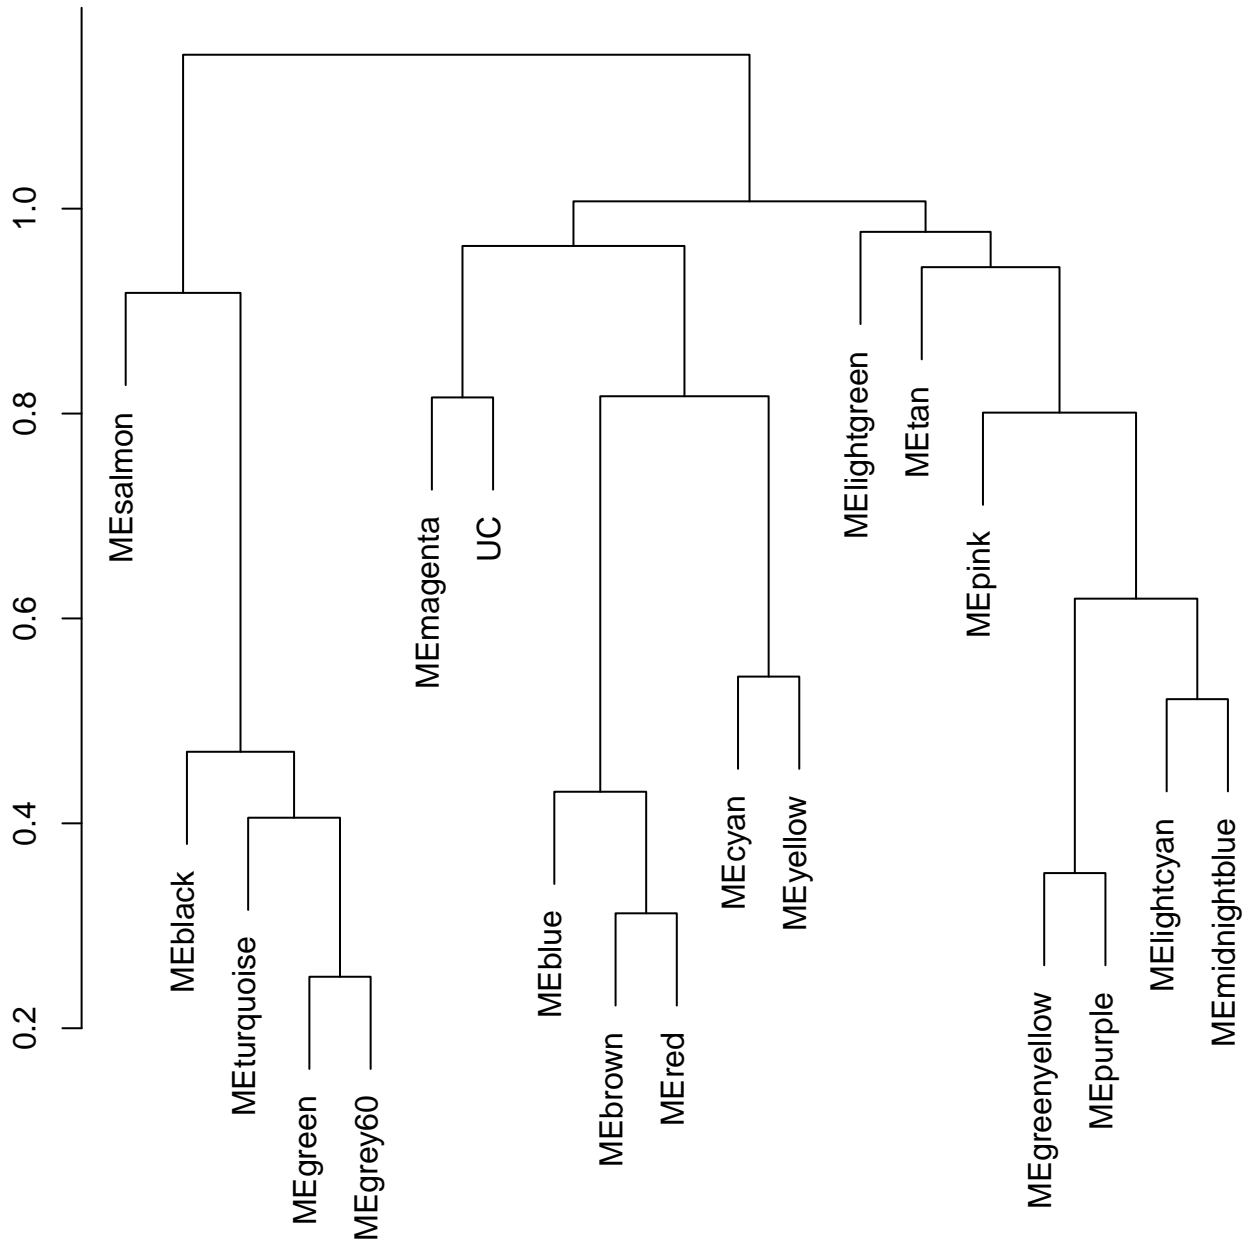 1.0
0.8
0.6
0.4
0.2
MEsalmon
MEblack
MEturquoise
MEgreen
MEgrey60
MEmagenta
UC
MEblue
MEbrown
MEred
MEcyan
MEyellow
MElightgreen
MEtan
MEpink
MEgreenyellow
MEpurple
MElightcyan
MEmidnightblue